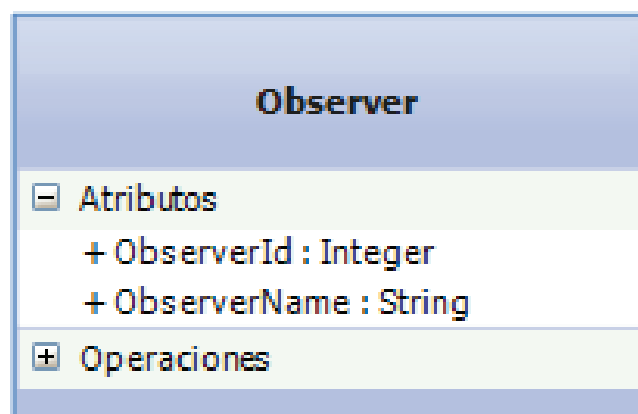 Observer
Atributos
+ ObserverId : Integer
+ ObserverName : String
Operaciones